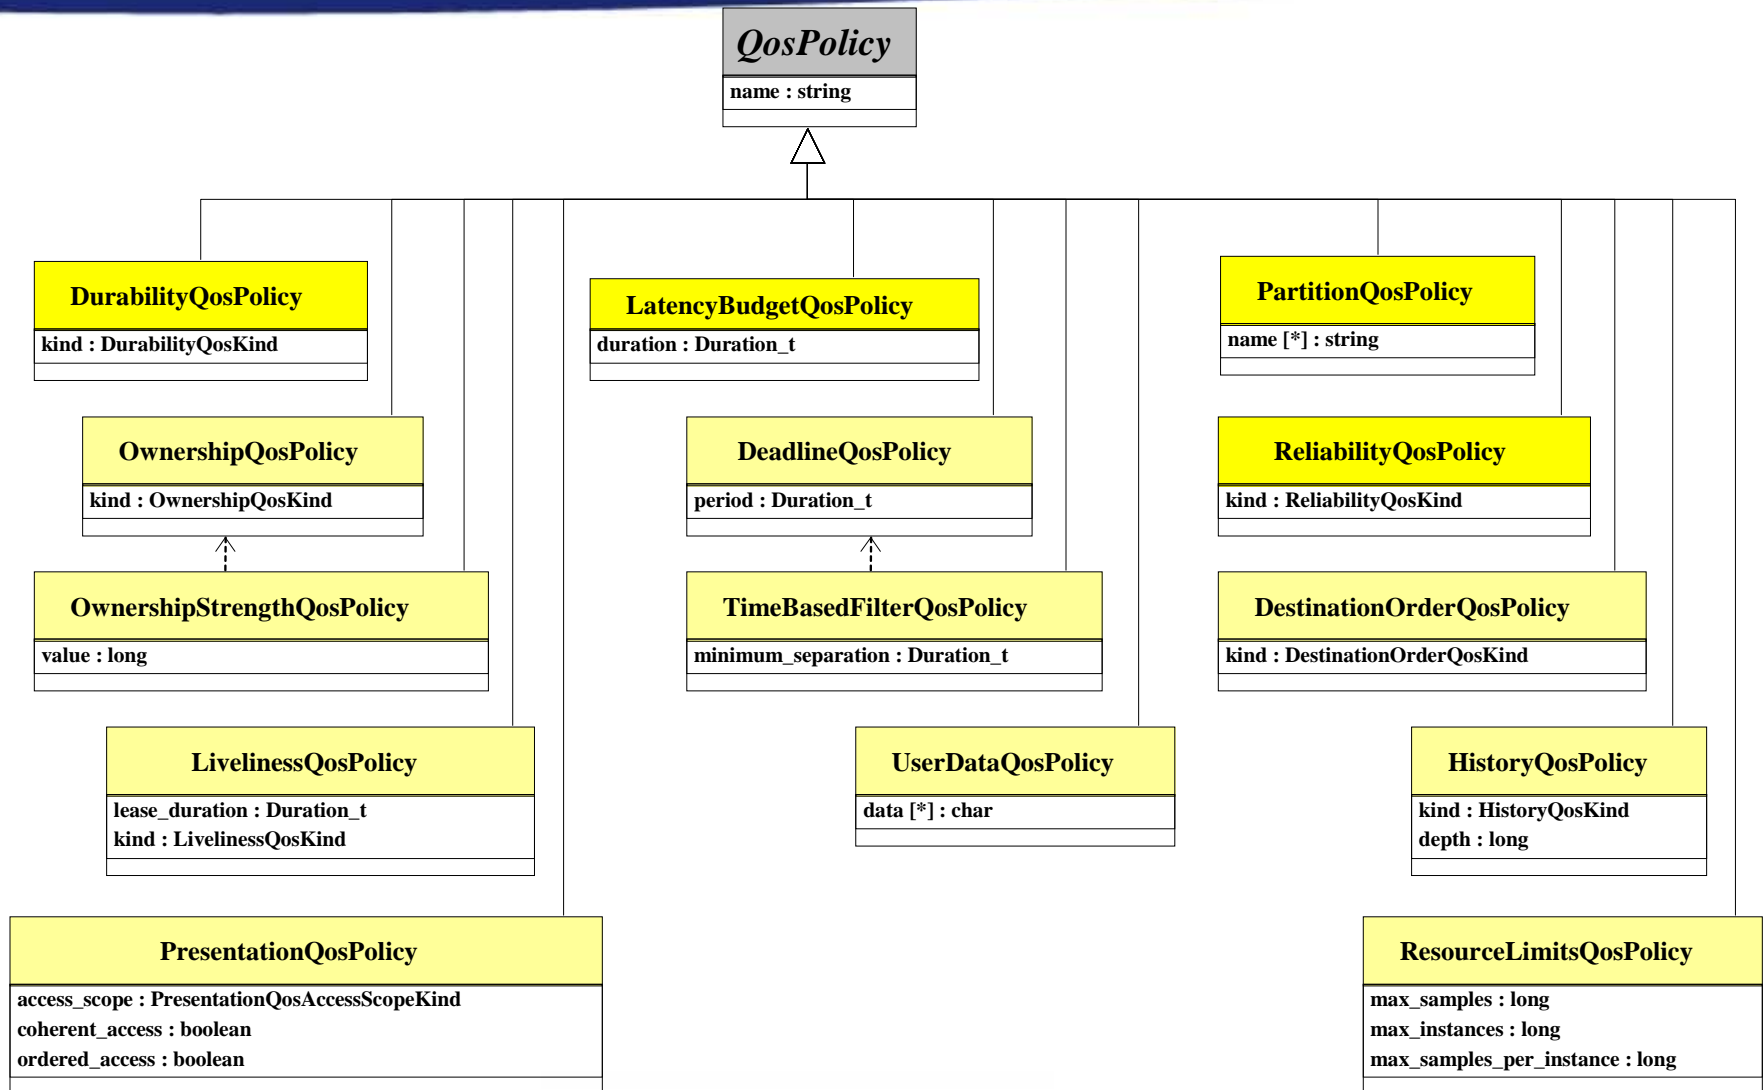 QosPolicy
name : string
DurabilityQosPolicy
kind : DurabilityQosKind
LatencyBudgetQosPolicy
duration : Duration_t
PartitionQosPolicy
name [*] : string
OwnershipQosPolicy
kind : OwnershipQosKind
DeadlineQosPolicy
period : Duration_t
ReliabilityQosPolicy
kind : ReliabilityQosKind
OwnershipStrengthQosPolicy
value : long
TimeBasedFilterQosPolicy
minimum_separation : Duration_t
DestinationOrderQosPolicy
kind : DestinationOrderQosKind
LivelinessQosPolicy
lease_duration : Duration_t
kind : LivelinessQosKind
UserDataQosPolicy
data [*] : char
HistoryQosPolicy
kind : HistoryQosKind
depth : long
PresentationQosPolicy
access_scope : PresentationQosAccessScopeKind
coherent_access : boolean
ordered_access : boolean
ResourceLimitsQosPolicy
max_samples : long
max_instances : long
max_samples_per_instance : long